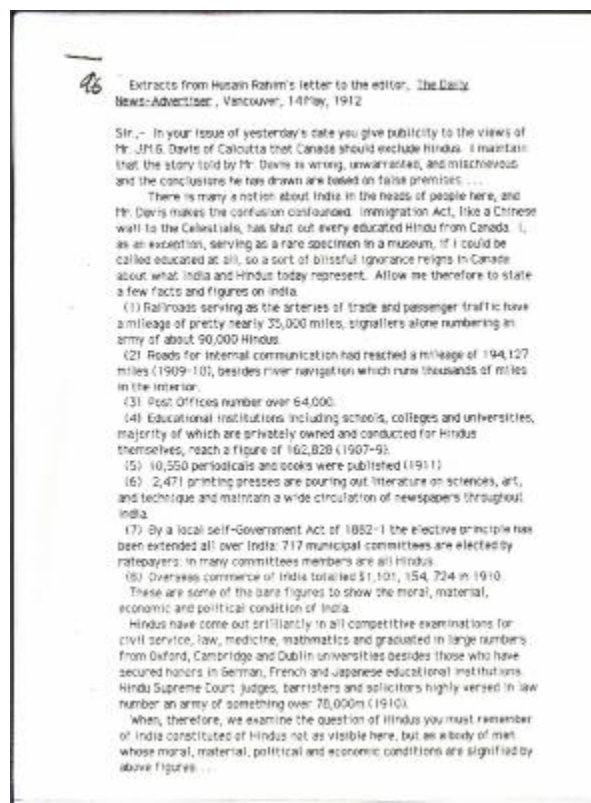 96
Extracts from Husain Rahim's letter to the editor, The Daily
News-Advertiser, Vancouver, 14 May, 1912
Sir,- In your issue of yesterday's date you give publicity to the views of
Mr. J.H.G. Davis of Calcutta that Canada should exclude Hindus. I maintain
that the story told by Mr. Davis is wrong, unwarranted, and mischievous
and the conclusions he has drawn are based on false premises....
There is many a notion about India in the heads of people here, and
Mr. Davis makes the confusion confounded. Immigration Act, like a Chinese
wall to the Celestials, has shut out every educated Hindu from Canada. I,
as an exception, serving as a rare specimen in a museum, if I could be
called educated at all, so a sort of blissful ignorance reigns in Canada
about what India and Hindus today represent. Allow me therefore to state
a few facts and figures on India.
(1) Railroads serving as the arteries of trade and passenger traffic have
a mileage of pretty nearly 35,000 miles, signallers alone numbering an
army of about 90,000 Hindus.
(2) Roads for internal communication had reached a mileage of 194,127
miles (1909-10), besides river navigation which runs thousands of miles
in the interior.
(3) Post Offices number over 64,000.
(4) Educational institutions including schools, colleges and universities,
majority of which are privately owned and conducted for Hindus
themselves, reach a figure of 162,828 (1907-9).
(5) 10,550 periodicals and books were published (1911)
(6) 2,471 printing presses are pouring out literature on sciences, art,
and technique and maintain a wide circulation of newspapers throughout
India.
(7) By a local self-Government Act of 1882-1 the elective principle has
been extended all over India; 717 municipal committees are elected by
ratepayers; in many committees members are all Hindus.
(8) Overseas commerce of India totalled $1,101, 154, 724 in 1910.
These are some of the bare figures to show the moral, material,
economic and political condition of India.
Hindus have come out brilliantly in all competitive examinations for
civil service, law, medicine, mathmatics and graduated in large numbers
from Oxford, Cambridge and Dublin universities besides those who have
secured honors in German, French and Japanese educational institutions.
Hindu Supreme Court judges, barristers and solicitors highly versed in law
number an army of something over 78,000m (1910).
When, therefore, we examine the question of Hindus you must remember
of India constituted of Hindus not as visible here, but as a body of men
whose moral, material, political and economic conditions are signified by
above figures....